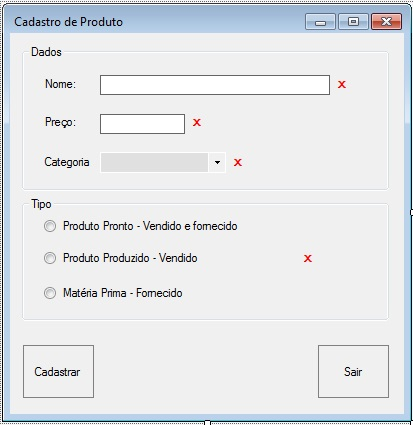 Cadastro de Produto
Dados
Nome: x
Preço: x
Categoria x
Tipo
Produto Pronto - Vendido e fornecido
Produto Produzido - Vendido x
Matéria Prima - Fornecido
Cadastrar Sair